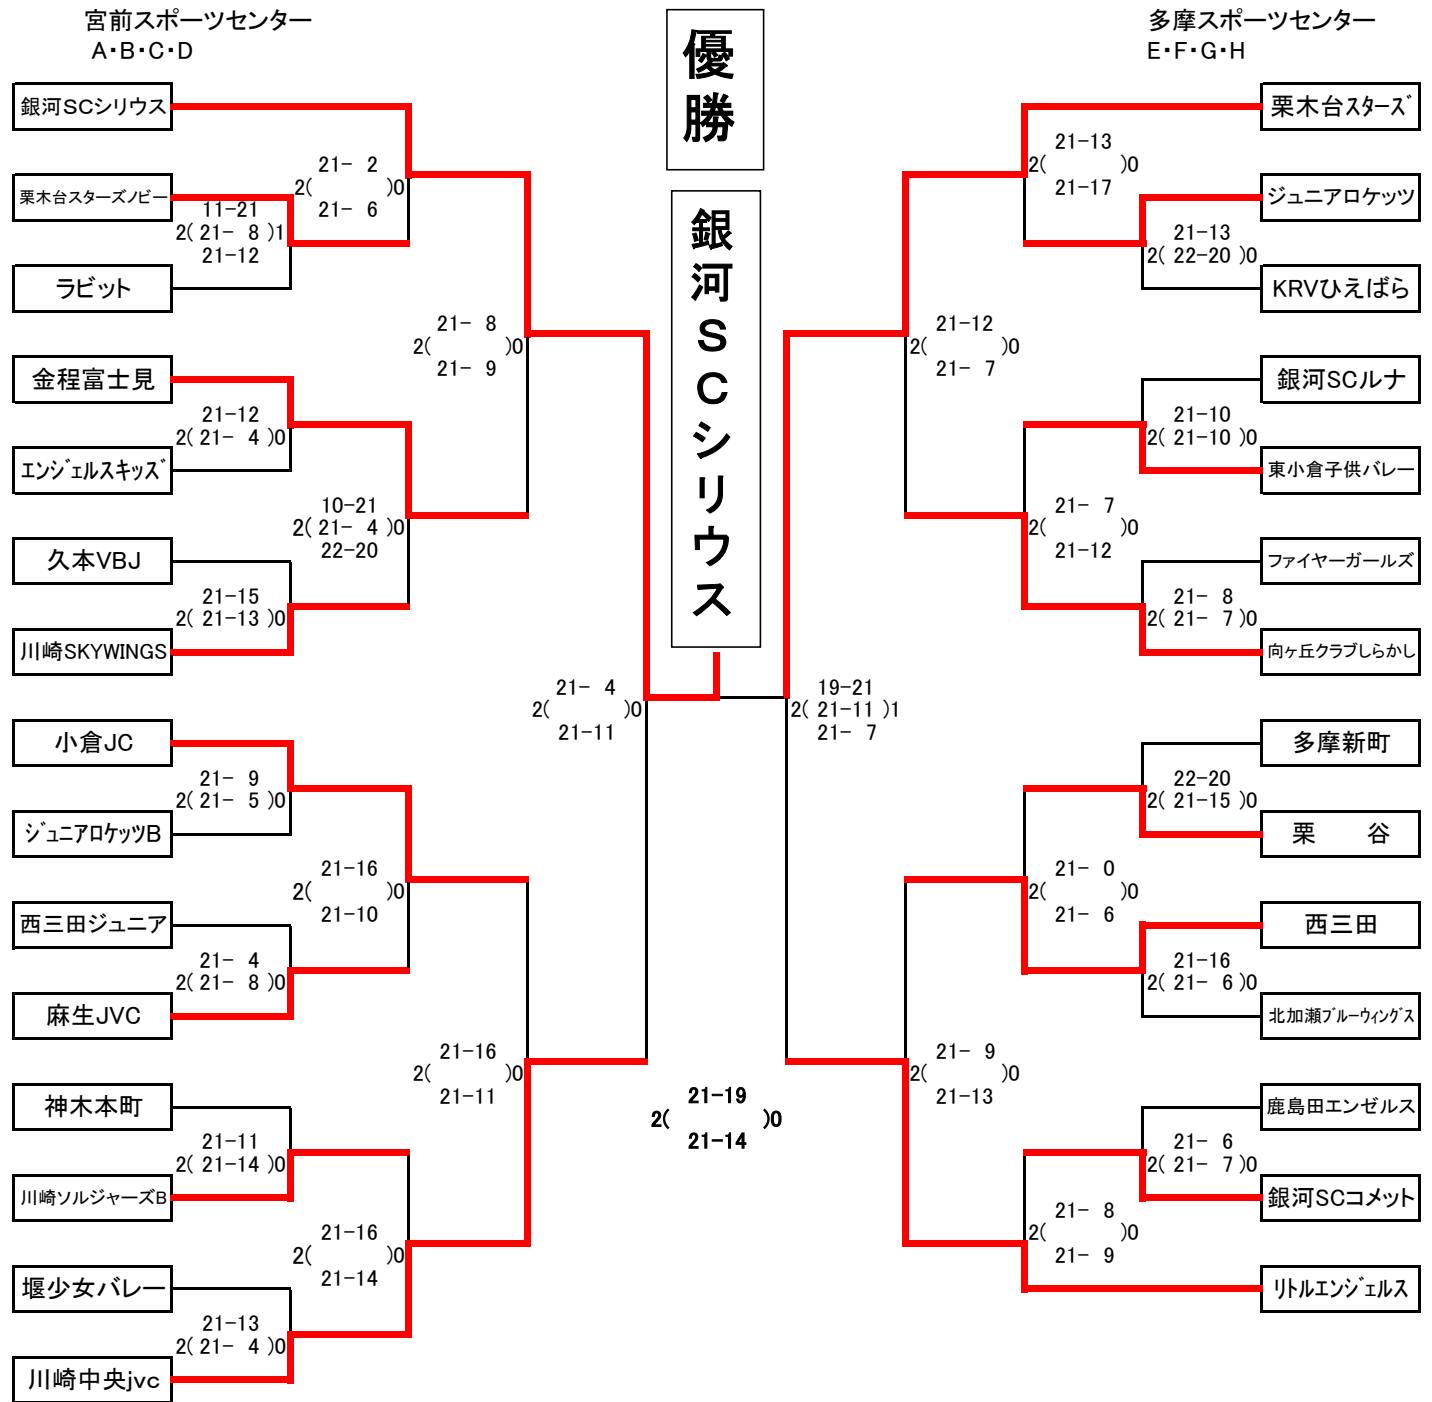 宮前スポーツセンター
A・B・C・D
銀河SCシリウス
栗木台スターズノビー
ラビット
金程富士見
エンジェルスキッズ
久本VBJ
川崎SKYWINGS
小倉JC
ジュニアロケッツB
西三田ジュニア
麻生JVC
神木本町
川崎ソルジャーズB
堰少女バレー
川崎中央jvc
11-21
2( 21- 8 )1
21-12
21-12
2( 21- 4 )0
21-15
2( 21-13 )0
21- 9
2( 21- 5 )0
21- 4
2( 21- 8 )0
21-11
2( 21-14 )0
21-13
2( 21- 4 )0
21- 2
2( )0
21- 6
10-21
2( 21- 4 )0
22-20
21-16
2( )0
21-10
21-16
2( )0
21-14
21- 8
2( )0
21- 9
21-16
2( )0
21-11
21- 4
2( )0
21-11
優勝
銀河SCシリウス
21-19
2( )0
21-14
19-21
2( 21-11 )1
21- 7
21-12
2( )0
21- 7
21- 9
2( )0
21-13
21-13
2( )0
21-17
21- 7
2( )0
21-12
21- 0
2( )0
21- 6
21- 8
2( )0
21- 9
21-13
2( 22-20 )0
21-10
2( 21-10 )0
21- 8
2( 21- 7 )0
22-20
2( 21-15 )0
21-16
2( 21- 6 )0
21- 6
2( 21- 7 )0
多摩スポーツセンター
E・F・G・H
栗木台スターズ
ジュニアロケッツ
KRVひえばら
銀河SCルナ
東小倉子供バレー
ファイヤーガールズ
向ヶ丘クラブしらかし
多摩新町
栗　　谷
西三田
北加瀬ブルーウィングス
鹿島田エンゼルス
銀河SCコメット
リトルエンジェルス